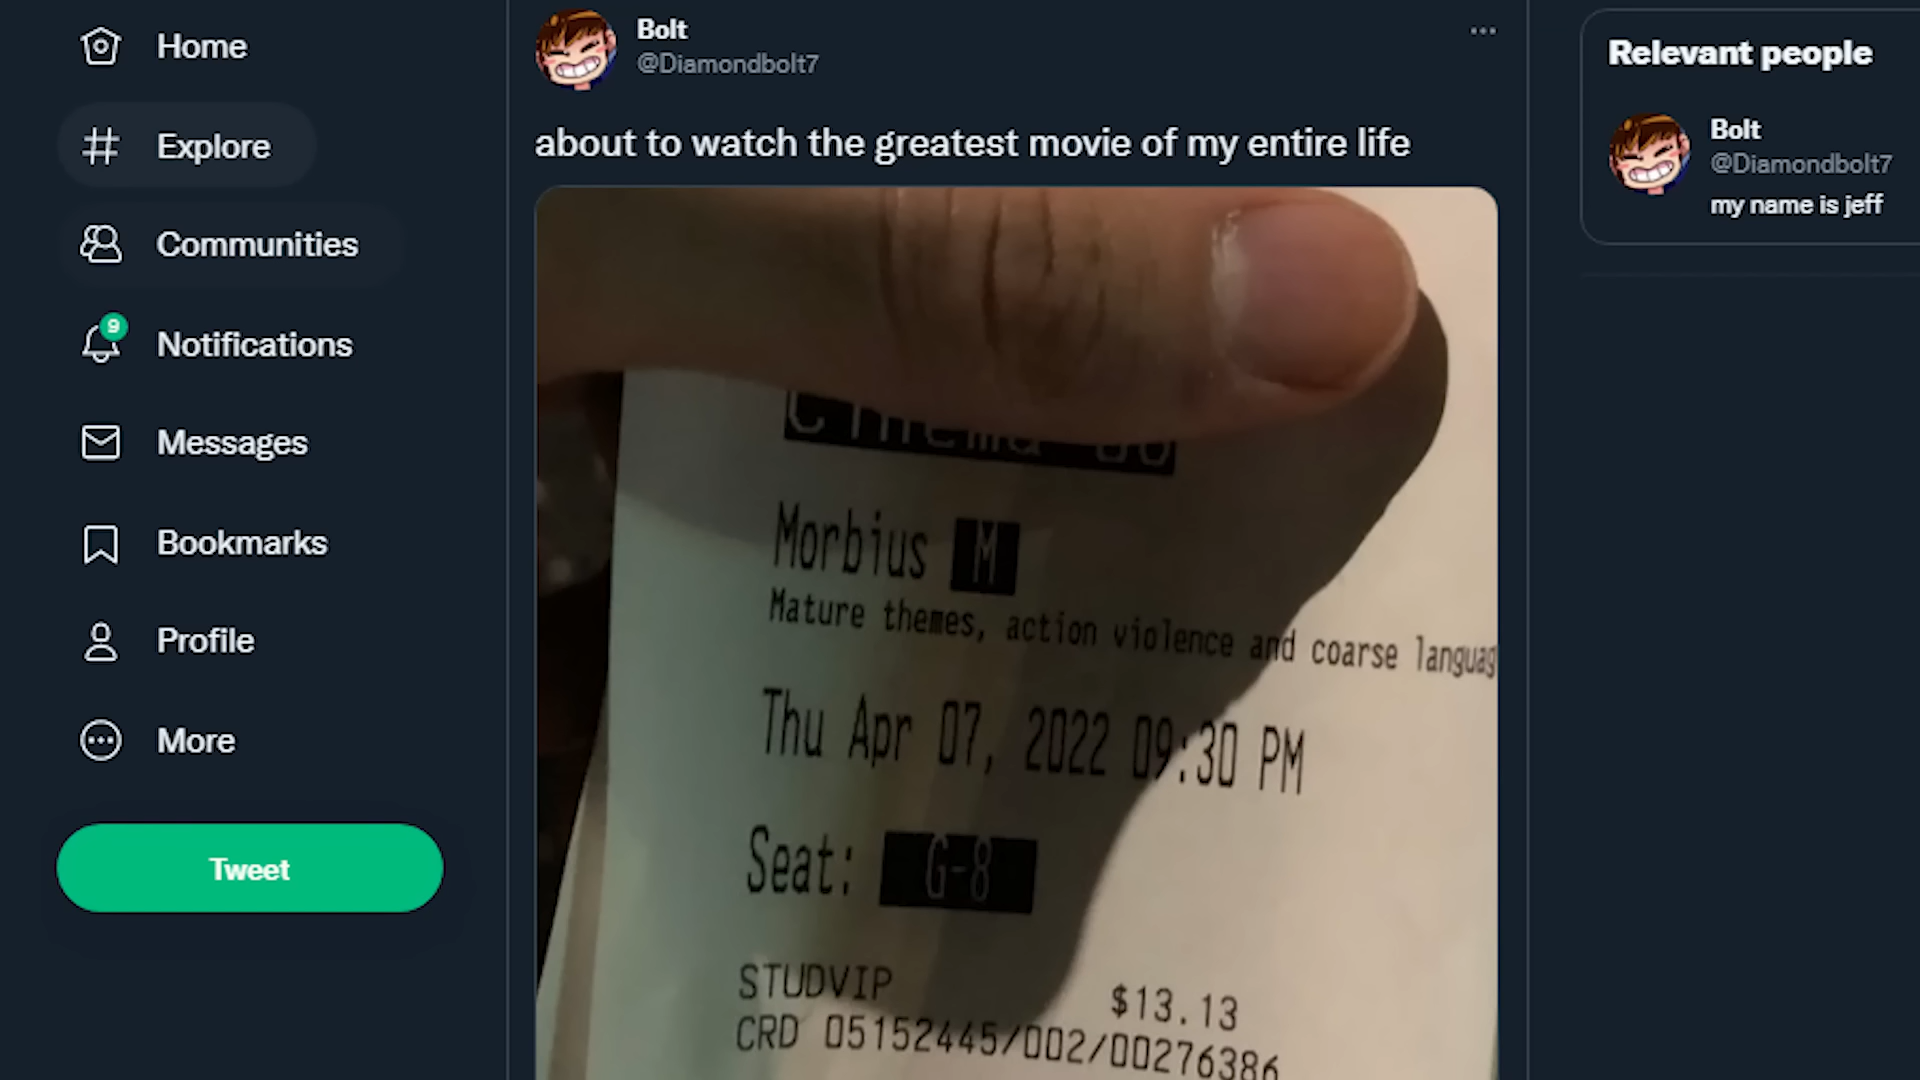 Home
Explore
Communities
9
Notifications
Messages
Bookmarks
Profile
More
Tweet
Bolt
@Diamondbolt7
about to watch the greatest movie of my entire life
Cinema
Morbius M
Mature themes, action violence and coarse languag
Thu Apr 07, 2022 09:30 PM
Seat: G-8
STUDVIP $13.13
CRD 05152445/002/00276386
Relevant people
Bolt
@Diamondbolt7
my name is jeff